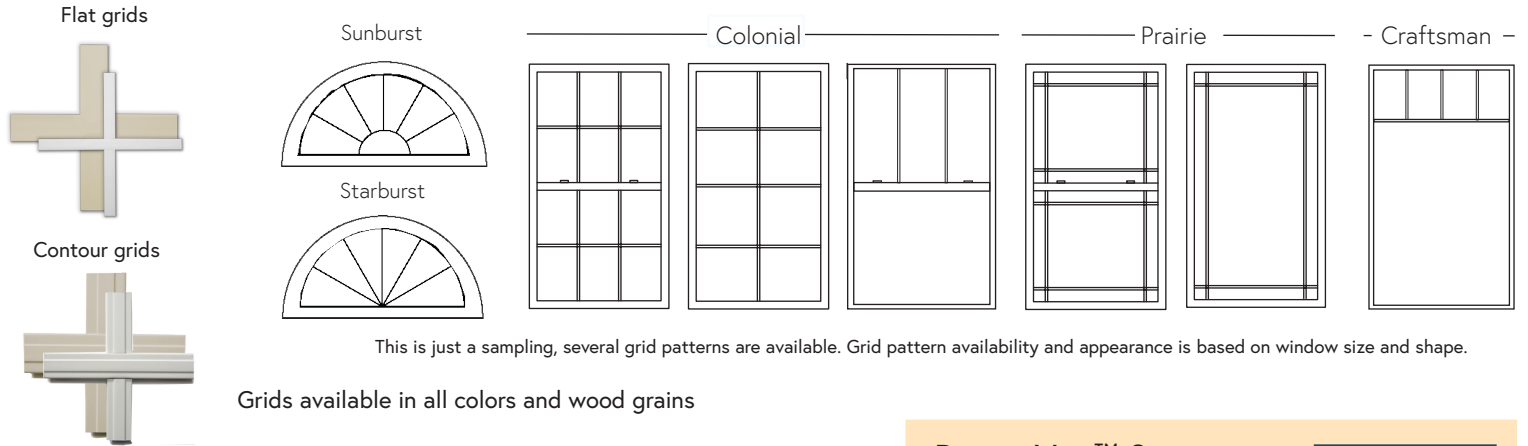 Flat grids
Contour grids
Sunburst
Starburst
Colonial
Prairie
Craftsman
This is just a sampling, several grid patterns are available. Grid pattern availability and appearance is based on window size and shape.
Grids available in all colors and wood grains